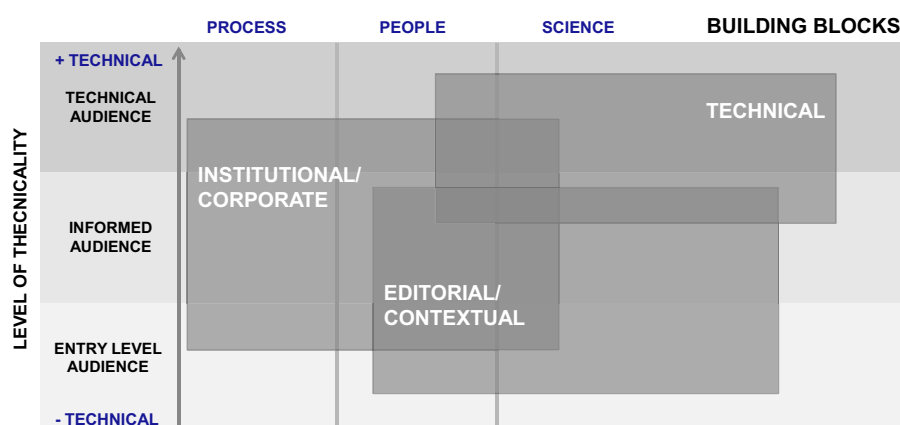 PROCESS PEOPLE SCIENCE BUILDING BLOCKS
+ TECHNICAL
TECHNICAL
AUDIENCE
TECHNICAL
INSTITUTIONAL/
CORPORATE
LEVEL OF THECNICALITY
INFORMED
AUDIENCE
EDITORIAL/
CONTEXTUAL
ENTRY LEVEL
AUDIENCE
- TECHNICAL